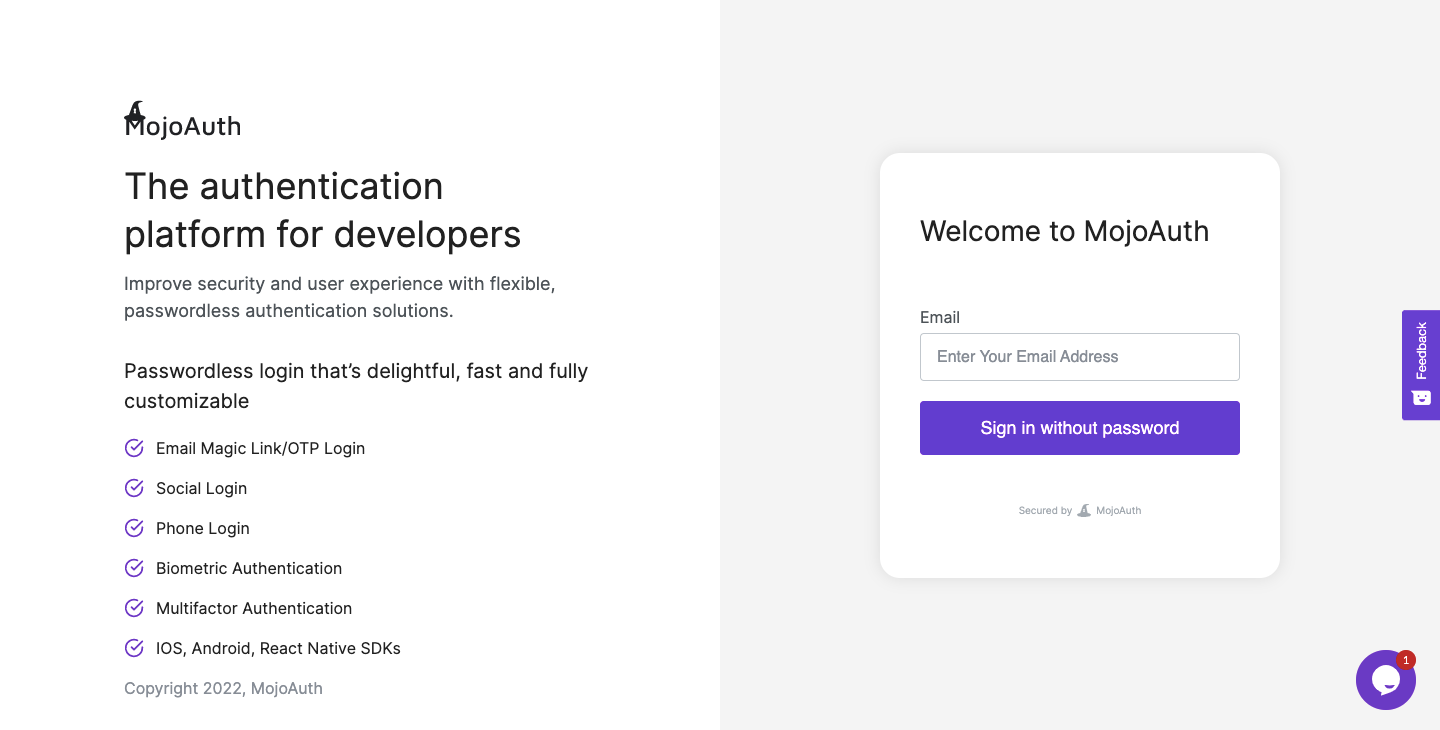 MojoAuth
The authentication
platform for developers
Improve security and user experience with flexible,
passwordless authentication solutions.
Passwordless login that’s delightful, fast and fully
customizable
Email Magic Link/OTP Login
Social Login
Phone Login
Biometric Authentication
Multifactor Authentication
IOS, Android, React Native SDKs
Copyright 2022, MojoAuth
Welcome to MojoAuth
Email
Enter Your Email Address
Sign in without password
Secured by MojoAuth
Feedback
1